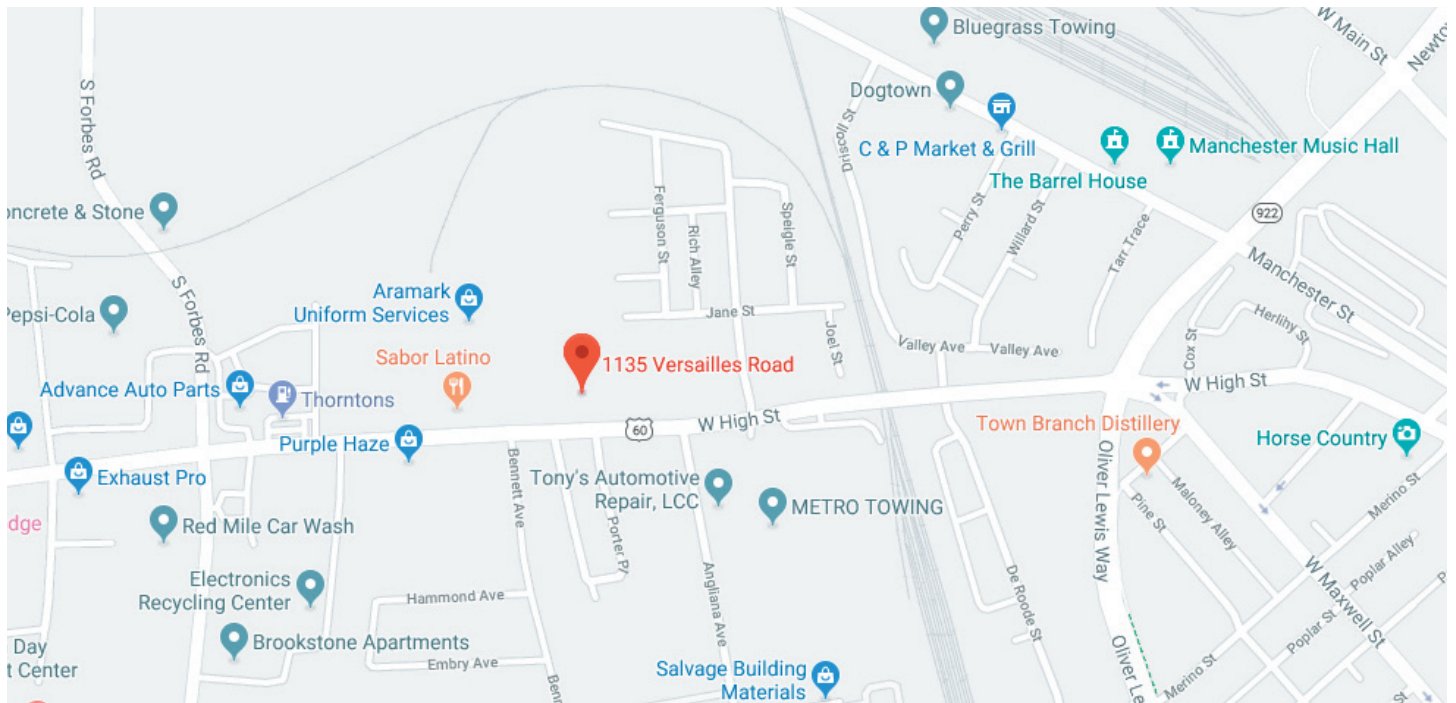 Bluegrass Towing
W Main St
S Forbes Rd
Dogtown
Driscoll St
C & P Market & Grill
Manchester Music Hall
The Barrel House
oncrete & Stone
Ferguson St
Rich Alley
Speigle St
Perry St
Willard St
Tarr Trace
922
Manchester St
S Forbes Rd
Aramark
Uniform Services
Pepsi-Cola
Jane St
Joel St
Valley Ave
Valley Ave
Cox St
Herlihy St
Sabor Latino
1135 Versailles Road
Advance Auto Parts
Thorntons
W High St
W High St
60
Purple Haze
Town Branch Distillery
Horse Country
Exhaust Pro
Bennett Ave
Tony's Automotive
Repair, LCC
METRO TOWING
Oliver Lewis Way
Maloney Alley
Pine St
Merino St
dge
Red Mile Car Wash
Porter Pl
Angliana Ave
De Roode St
Poplar Alley
W Maxwell St
Electronics
Recycling Center
Hammond Ave
Poplar St
Day
t Center
Brookstone Apartments
Embry Ave
Salvage Building
Materials
Oliver Le
Merino St